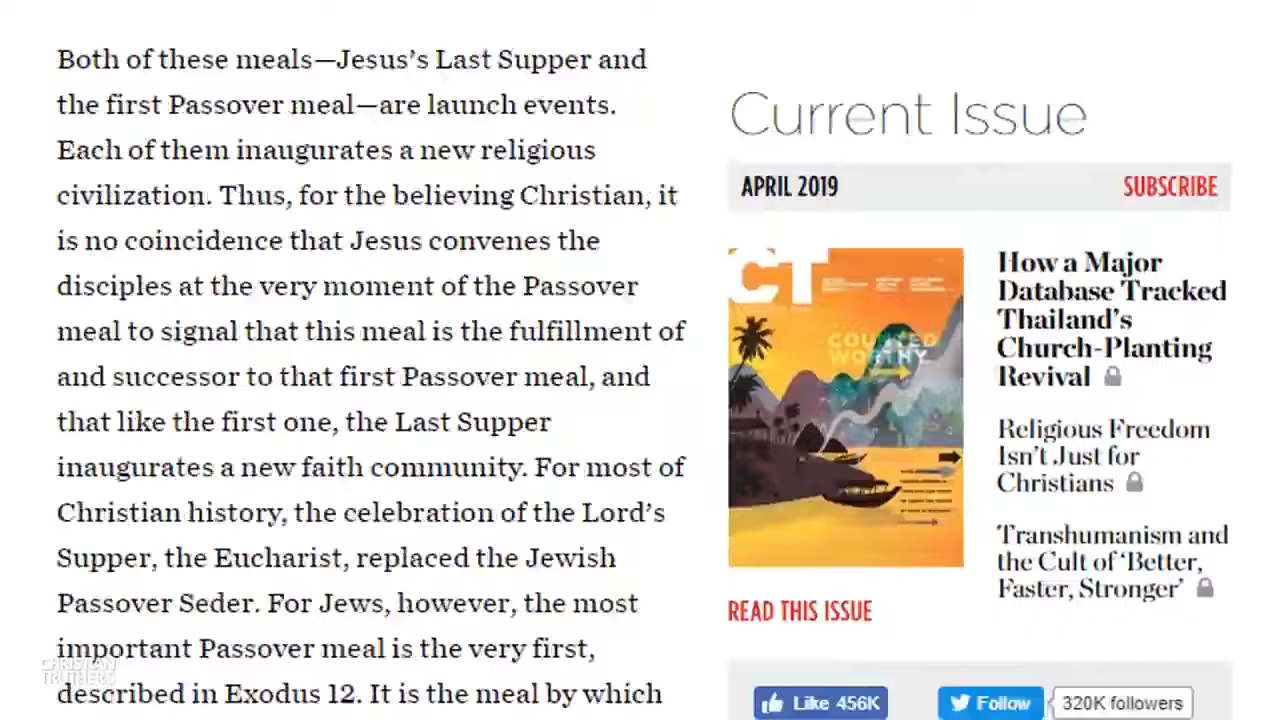 Both of these meals—Jesus’s Last Supper and
the first Passover meal—are launch events.
Each of them inaugurates a new religious
civilization. Thus, for the believing Christian, it
is no coincidence that Jesus convenes the
disciples at the very moment of the Passover
meal to signal that this meal is the fulfillment of
and successor to that first Passover meal, and
that like the first one, the Last Supper
inaugurates a new faith community. For most of
Christian history, the celebration of the Lord’s
Supper, the Eucharist, replaced the Jewish
Passover Seder. For Jews, however, the most
important Passover meal is the very first,
described in Exodus 12. It is the meal by which
CHRISTIAN
TRUTHERS
Current Issue
APRIL 2019 SUBSCRIBE
CT
COUNTED
WORTHY
How a Major
Database Tracked
Thailand’s
Church-Planting
Revival
Religious Freedom
Isn’t Just for
Christians
Transhumanism and
the Cult of ‘Better,
Faster, Stronger’
READ THIS ISSUE
Like 456K
Follow 320K followers